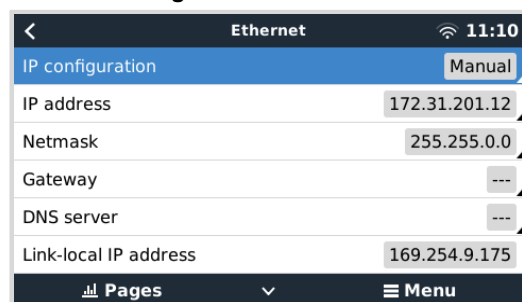 Ethernet 11:10
IP configuration Manual
IP address 172.31.201.12
Netmask 255.255.0.0
Gateway ---
DNS server ---
Link-local IP address 169.254.9.175
Pages Menu